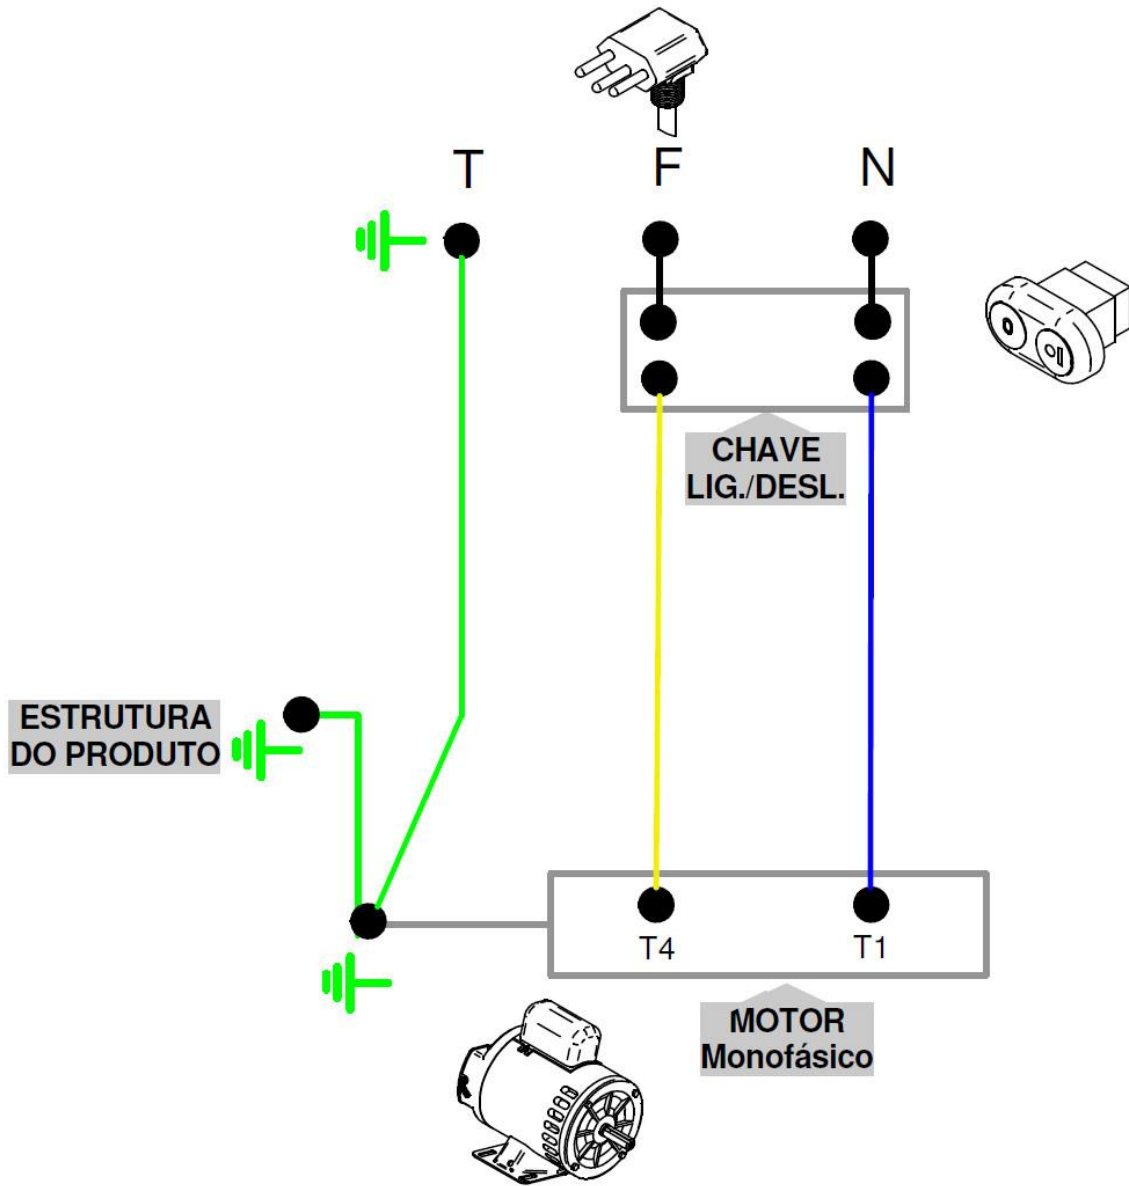 T
F
N
CHAVE
LIG./DESL.
ESTRUTURA
DO PRODUTO
T4
T1
MOTOR
Monofásico